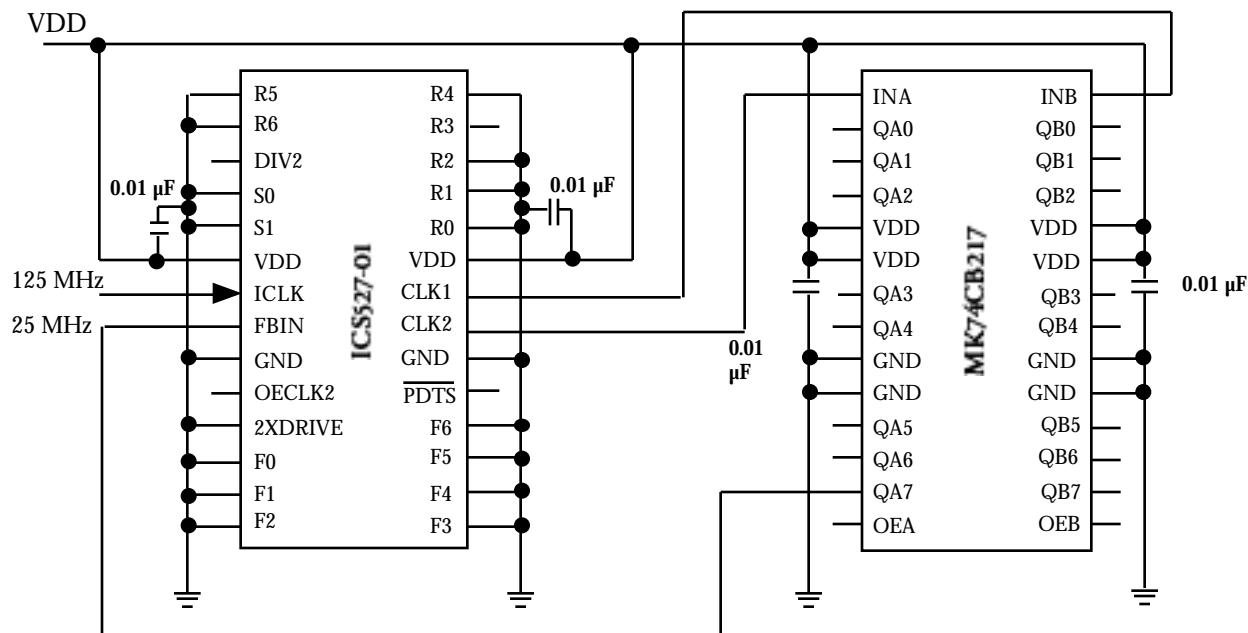 VDD
R5
R6
DIV2
0.01 µF
S0
S1
VDD
125 MHz
ICLK
25 MHz
FBIN
GND
OECLK2
2XDRIVE
F0
F1
F2
ICS527-01
R4
R3
R2
R1
0.01 µF
R0
VDD
CLK1
CLK2
GND
PDTS
F6
F5
F4
F3
0.01
µF
INA
QA0
QA1
QA2
VDD
VDD
QA3
QA4
GND
GND
QA5
QA6
QA7
OEA
MK74CB217
INB
QB0
QB1
QB2
VDD
VDD
QB3
QB4
GND
GND
QB5
QB6
QB7
OEB
0.01 µF